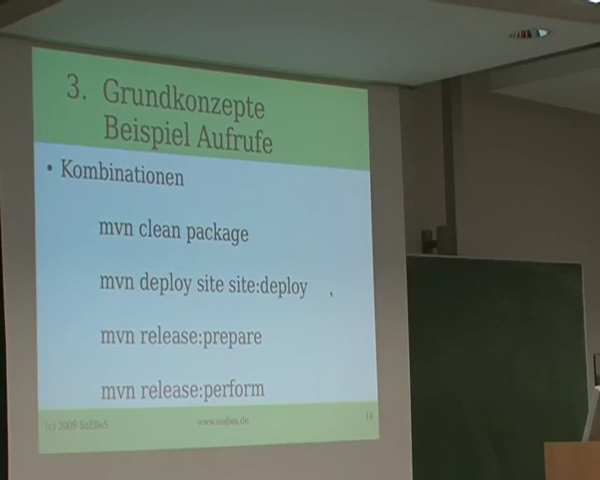 3. Grundkonzepte
Beispiel Aufrufe
• Kombinationen
mvn clean package
mvn deploy site site:deploy
mvn release:prepare
mvn release:perform
(c) 2009 SoEBeS
www.soebes.de